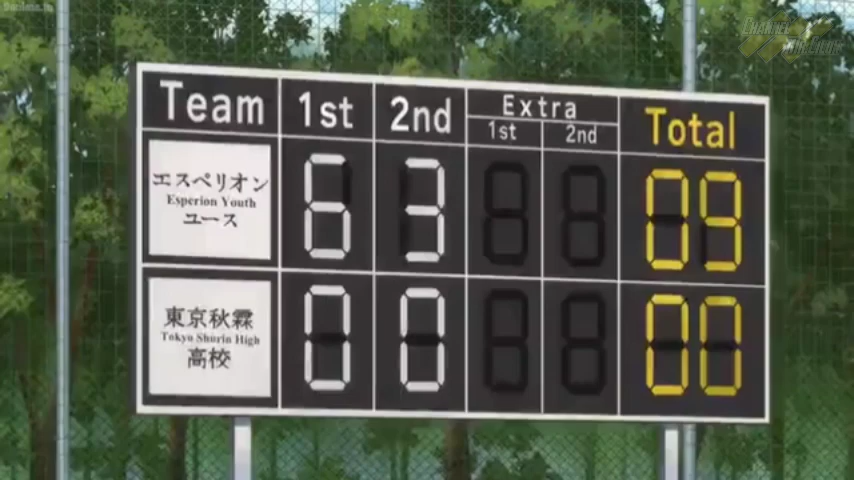 Team 1st 2nd Extra Total
1st 2nd
エスペリオン
Esperion Youth
ユース
6 3 09
東京秋霖
Tokyo Shurin High
高校
0 0 00